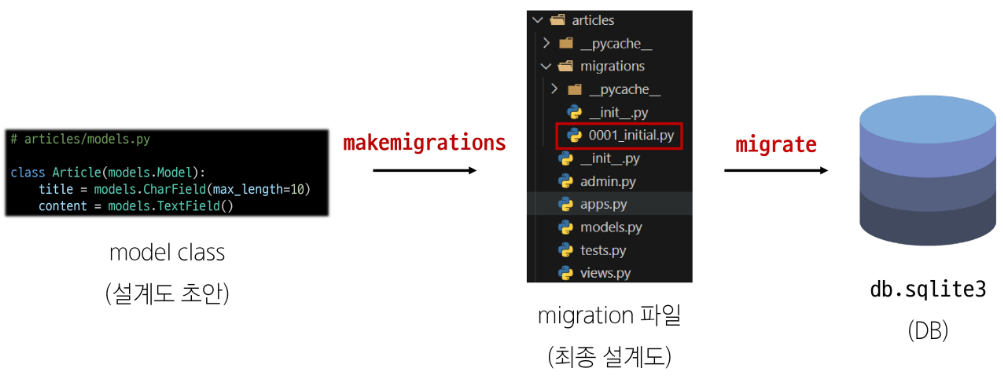 # articles/models.py
class Article(models.Model):
title = models.CharField(max_length=10)
content = models.TextField()
model class
(설계도 초안)
makemigrations
articles
__pycache__
migrations
__pycache__
__init__.py
0001_initial.py
__init__.py
admin.py
apps.py
models.py
tests.py
views.py
migration 파일
(최종 설계도)
migrate
db.sqlite3
(DB)